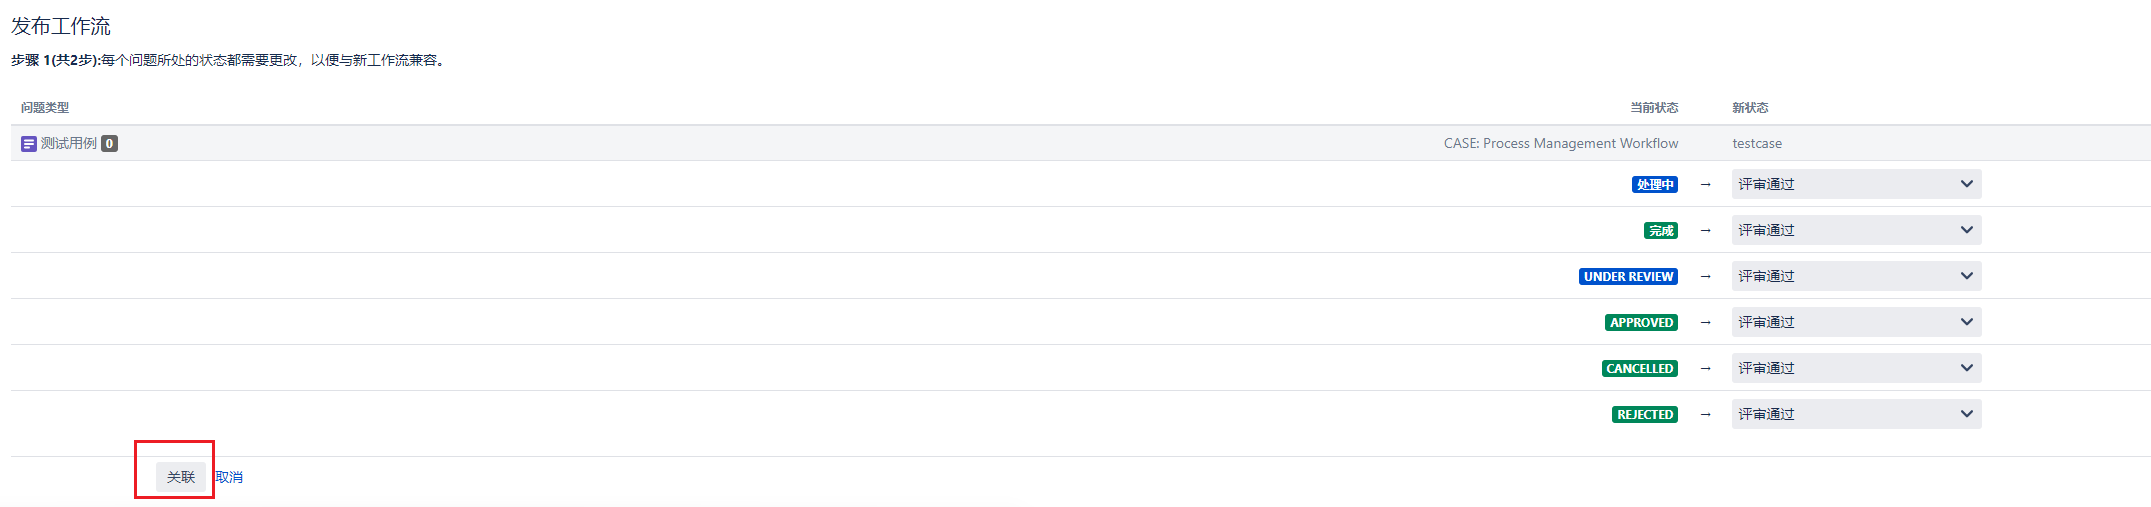 发布工作流
步骤 1(共2步):每个问题所处的状态都需要更改，以便与新工作流兼容。
问题类型 当前状态 新状态
测试用例 0 CASE: Process Management Workflow testcase
处理中 → 评审通过
完成 → 评审通过
UNDER REVIEW → 评审通过
APPROVED → 评审通过
CANCELLED → 评审通过
REJECTED → 评审通过
关联 取消